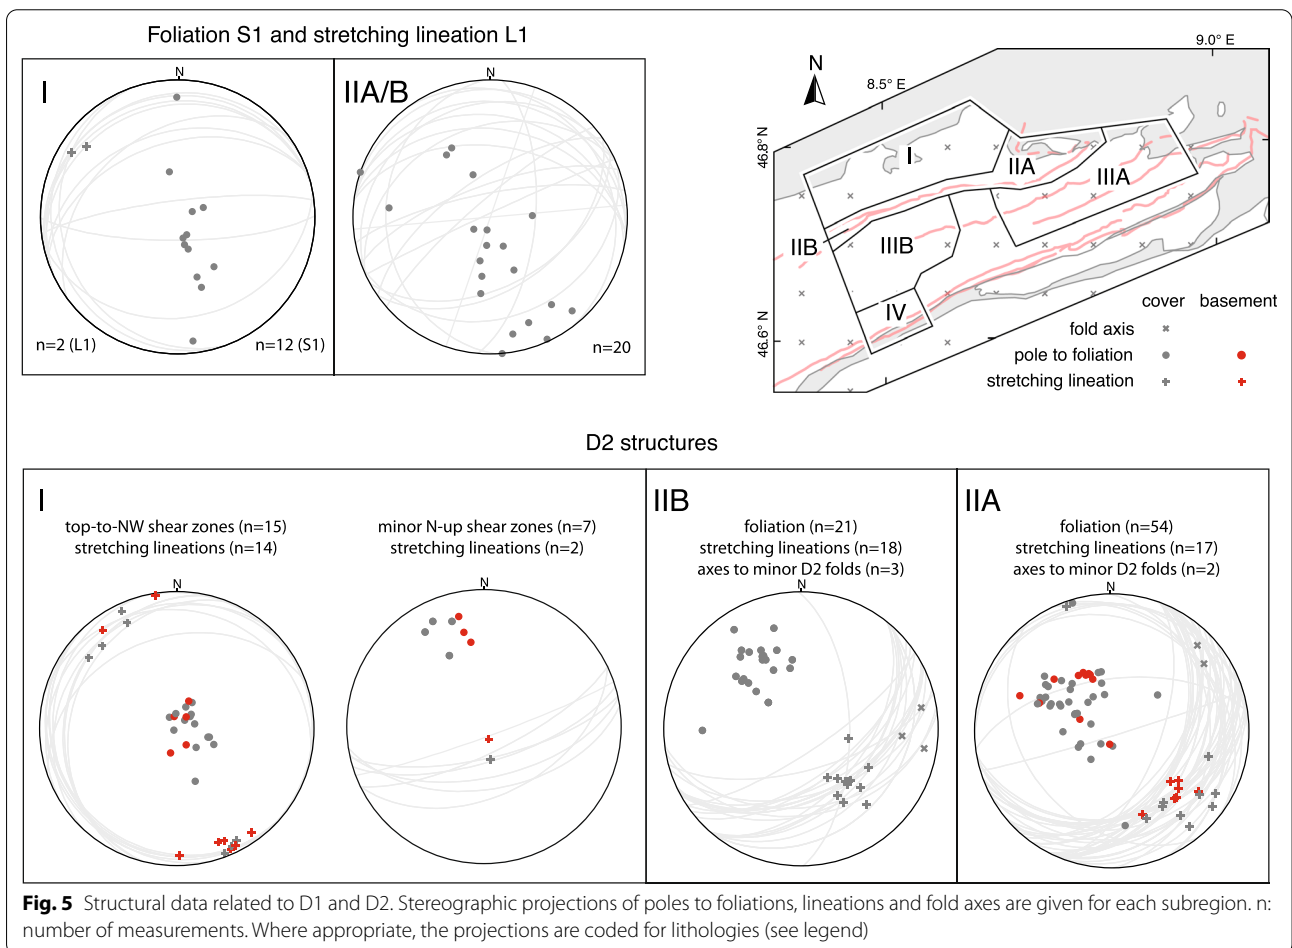 Foliation S1 and stretching lineation L1
I
N
n=2 (L1)
n=12 (S1)
IIA/B
N
n=20
N
8.5° E
9.0° E
46.8° N
46.6° N
I
IIA
IIIA
IIB
IIIB
IV
cover basement
fold axis
pole to foliation
stretching lineation
D2 structures
I
top-to-NW shear zones (n=15)
stretching lineations (n=14)
N
minor N-up shear zones (n=7)
stretching lineations (n=2)
N
IIB
foliation (n=21)
stretching lineations (n=18)
axes to minor D2 folds (n=3)
N
IIA
foliation (n=54)
stretching lineations (n=17)
axes to minor D2 folds (n=2)
N
Fig. 5 Structural data related to D1 and D2. Stereographic projections of poles to foliations, lineations and fold axes are given for each subregion. n:
number of measurements. Where appropriate, the projections are coded for lithologies (see legend)